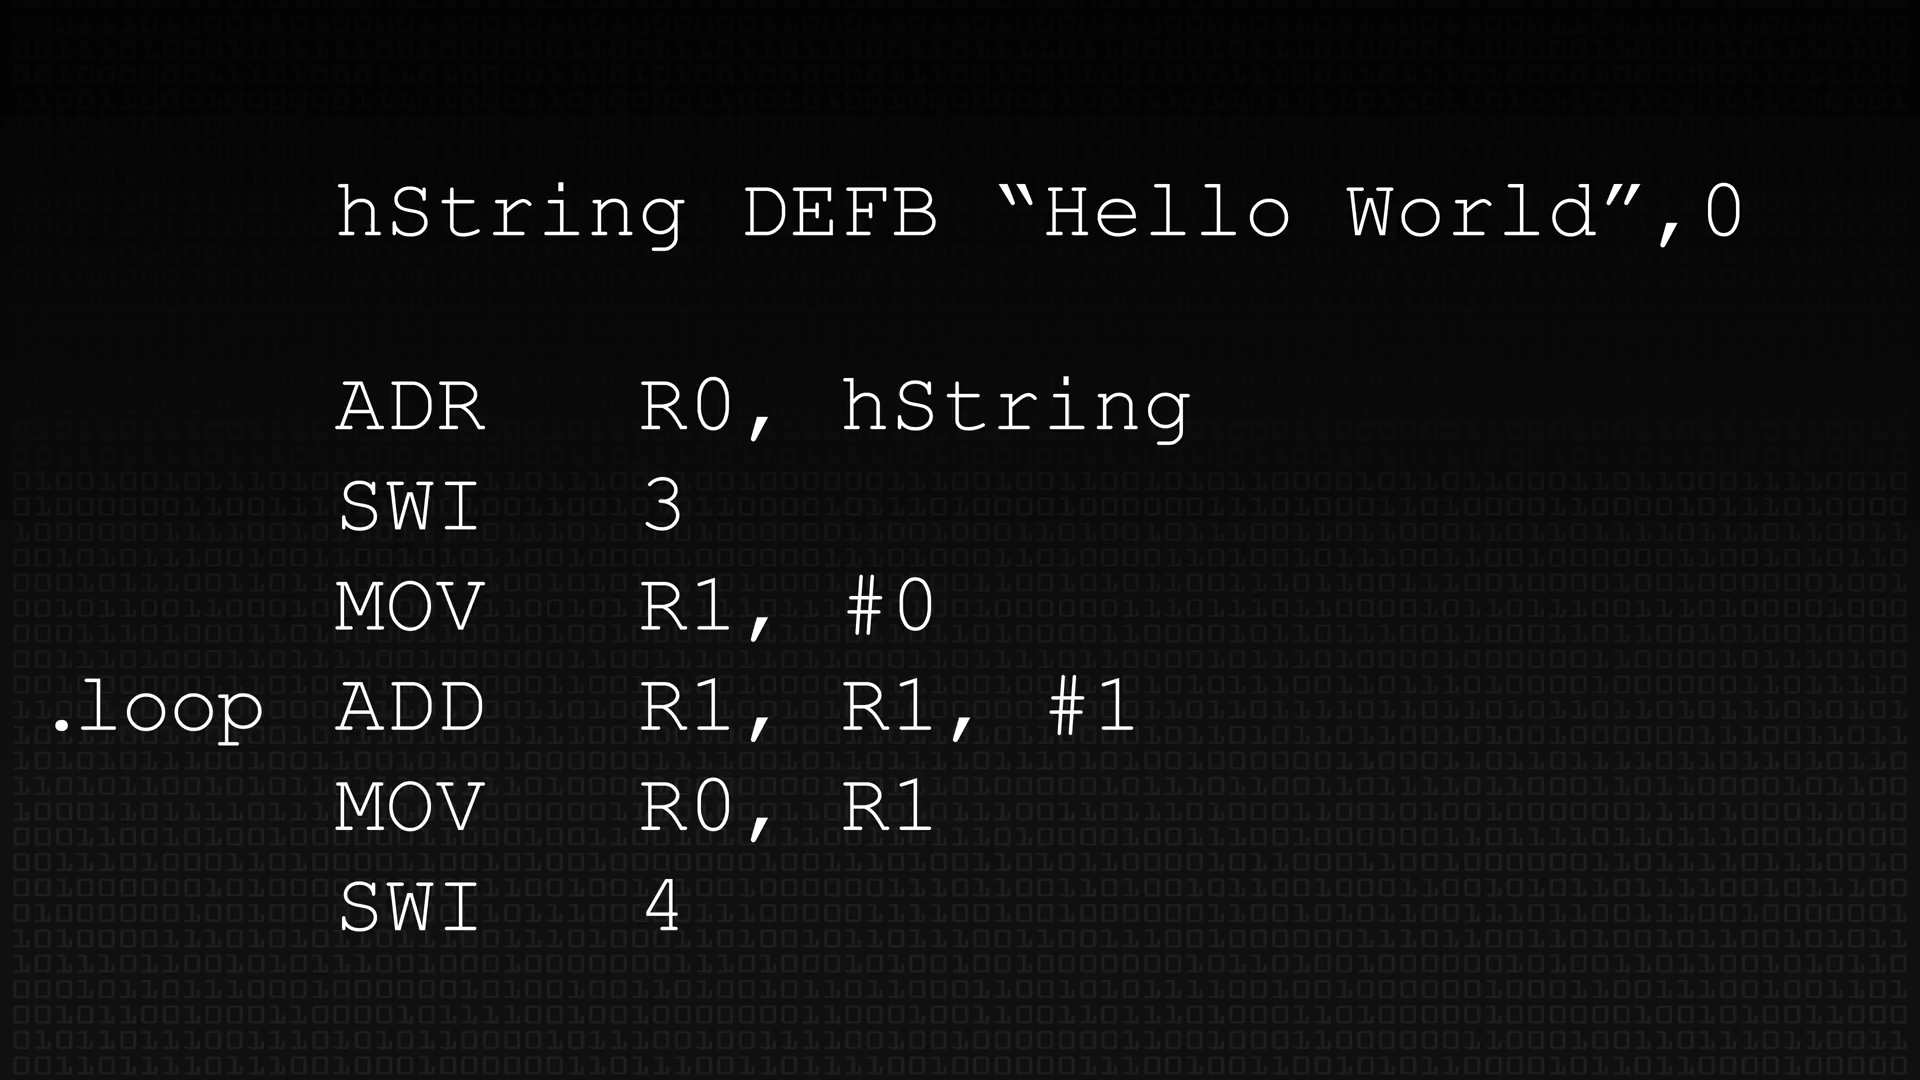 hString DEFB “Hello World”,0
ADR R0, hString
SWI 3
MOV R1, #0
.loop ADD R1, R1, #1
MOV R0, R1
SWI 4